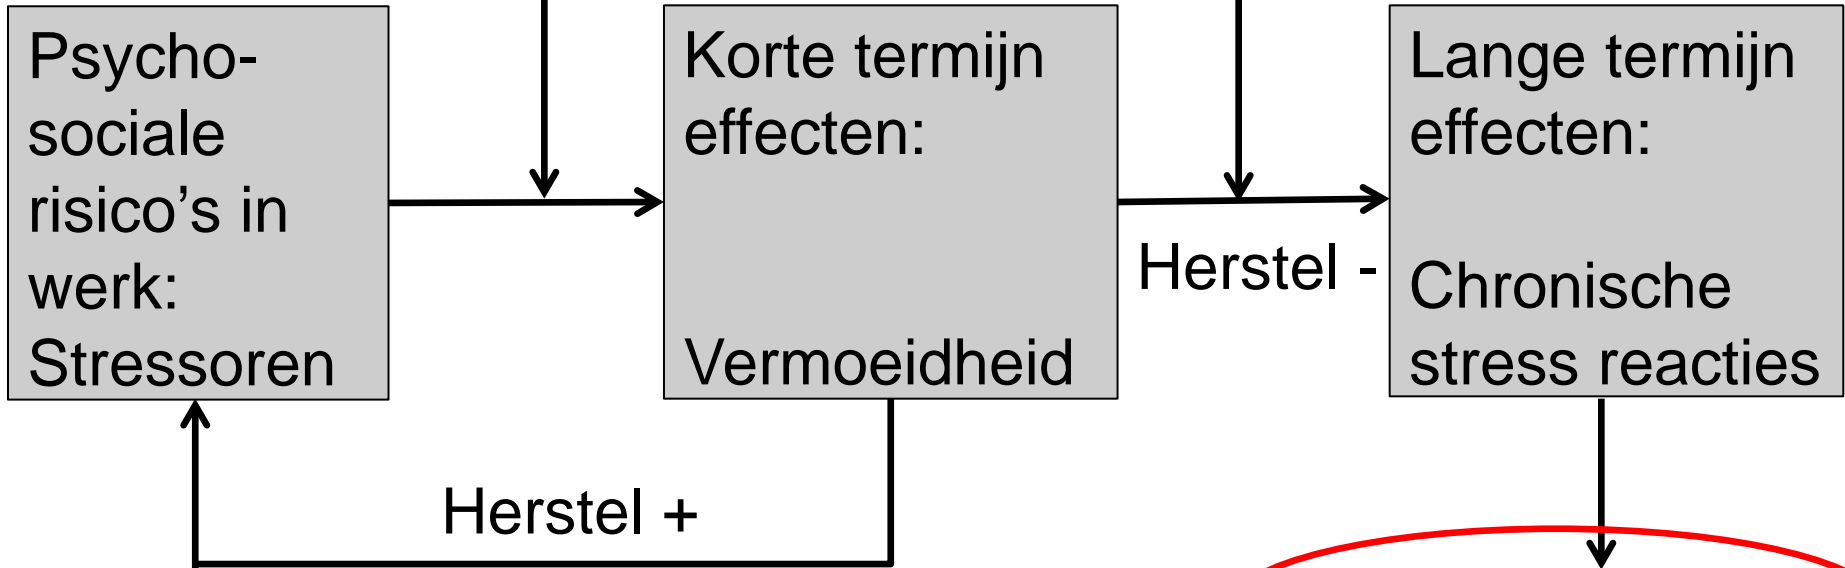 Psycho-
sociale
risico’s in
werk:
Stressoren
Korte termijn
effecten:
Vermoeidheid
Herstel -
Lange termijn
effecten:
Chronische
stress reacties
Herstel +